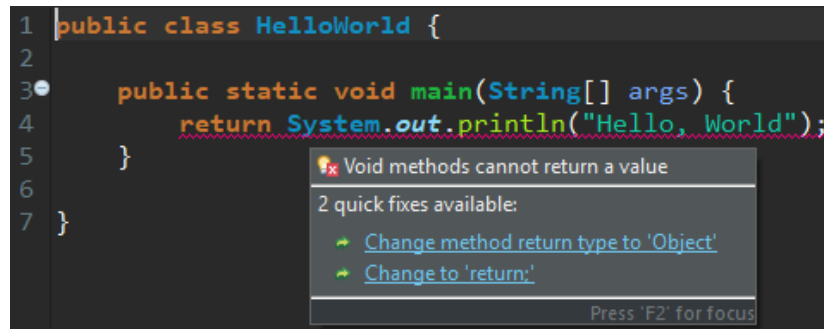 1 public class HelloWorld {
2
3 public static void main(String[] args) {
4 return System.out.println("Hello, World");
5 }
6
7 }
Void methods cannot return a value
2 quick fixes available:
Change method return type to 'Object'
Change to 'return;'
Press 'F2' for focus